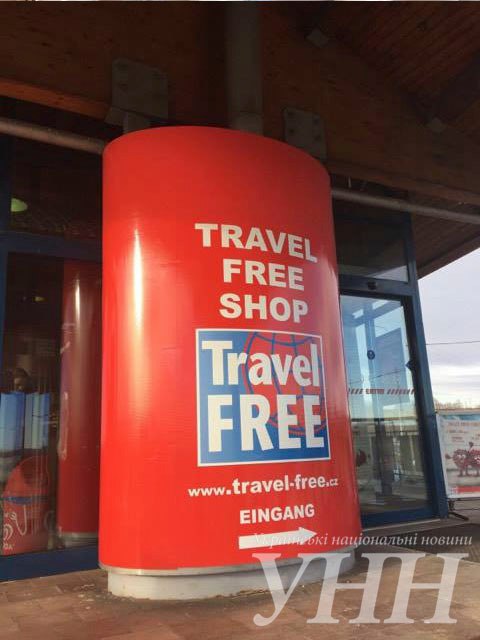 TRAVEL
FREE
SHOP
Travel
FREE
www.travel-free.cz
EINGANG
Українські національні новини
УНН